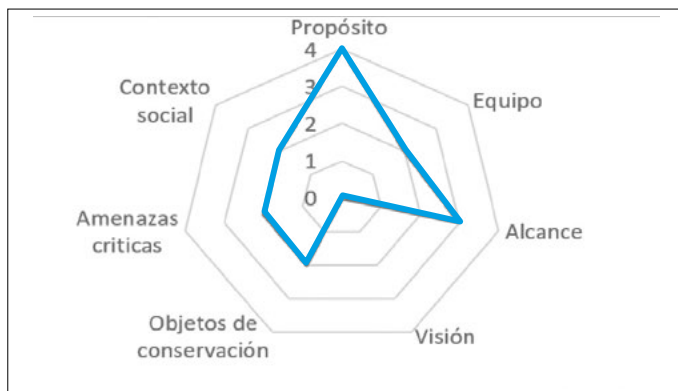 Propósito
4
Contexto
social
3
Equipo
2
1
0
Amenazas
criticas
Alcance
Objetos de
conservación
Visión